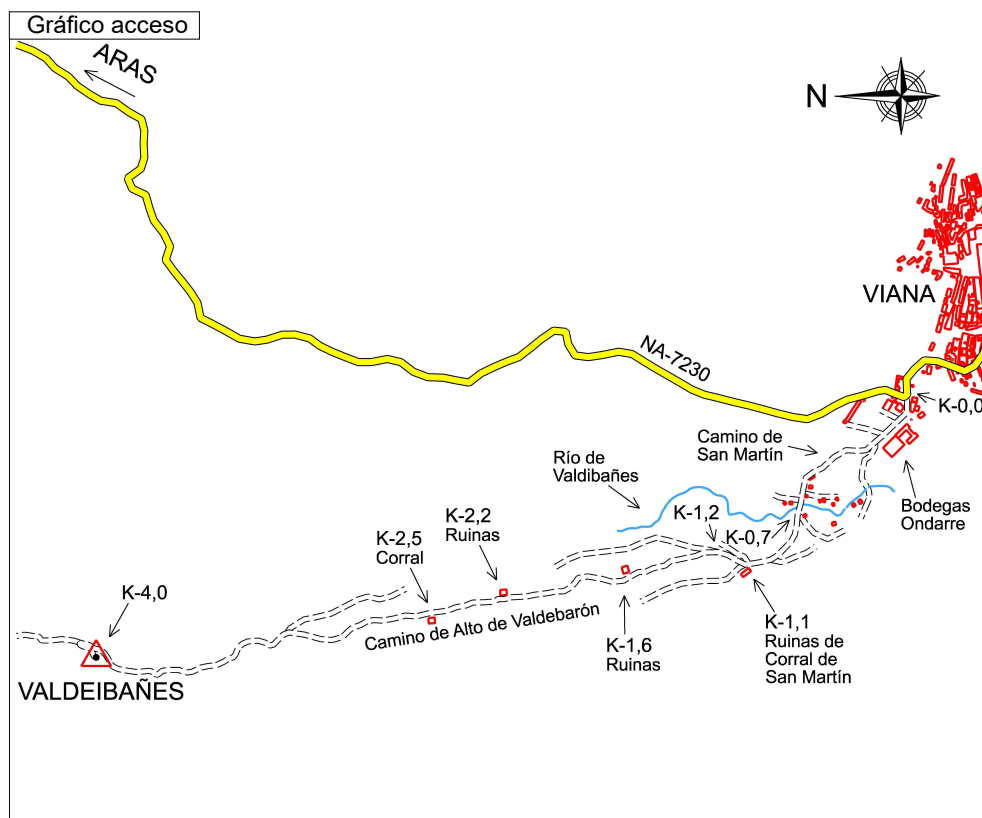 Gráfico acceso
ARAS
N
VIANA
NA-7230
K-0,0
Camino de
San Martín
Río de
Valdibañes
Bodegas
Ondarre
K-2,2
Ruinas
K-1,2
K-0,7
K-2,5
Corral
K-4,0
Camino de Alto de Valdebarón
K-1,6
Ruinas
K-1,1
Ruinas de
Corral de
San Martín
VALDEIBAÑES